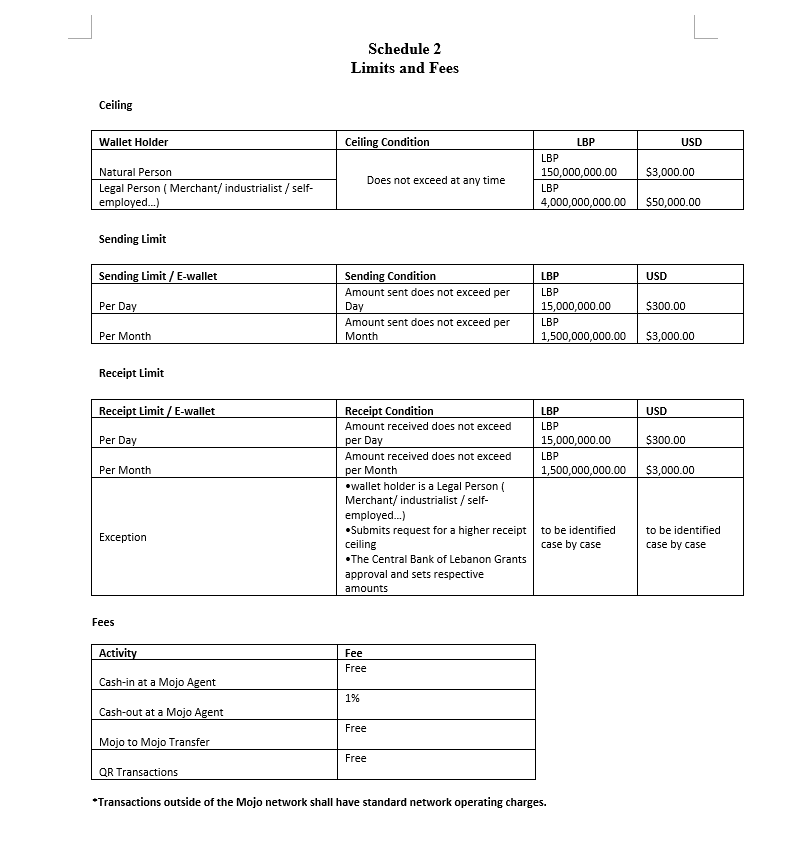 Schedule 2
Limits and Fees
Ceiling
Wallet Holder Ceiling Condition LBP USD
Natural Person Does not exceed at any time LBP 150,000,000.00 $3,000.00
Legal Person ( Merchant/ industrialist / self-
employed...) LBP 4,000,000,000.00 $50,000.00
Sending Limit
Sending Limit / E-wallet Sending Condition LBP USD
Per Day Amount sent does not exceed per
Day LBP
15,000,000.00 $300.00
Per Month Amount sent does not exceed per
Month LBP
1,500,000,000.00 $3,000.00
Receipt Limit
Receipt Limit / E-wallet Receipt Condition LBP USD
Per Day Amount received does not exceed
per Day LBP
15,000,000.00 $300.00
Per Month Amount received does not exceed
per Month LBP
1,500,000,000.00 $3,000.00
Exception
•wallet holder is a Legal Person (
Merchant/ industrialist / self-
employed...)
•Submits request for a higher receipt
ceiling
•The Central Bank of Lebanon Grants
approval and sets respective
amounts
to be identified
case by case
to be identified
case by case
Fees
Activity Fee
Cash-in at a Mojo Agent Free
Cash-out at a Mojo Agent 1%
Mojo to Mojo Transfer Free
QR Transactions Free
*Transactions outside of the Mojo network shall have standard network operating charges.